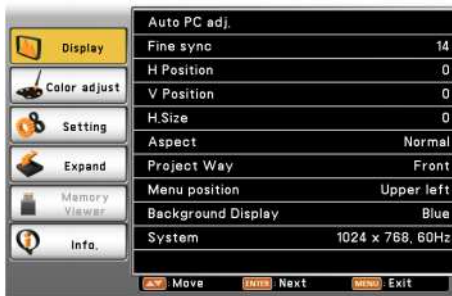 Display
Color adjust
Setting
Expand
Memory
Viewer
Info.
Auto PC adj.
Fine sync 14
H Position 0
V Position 0
H.Size 0
Aspect Normal
Project Way Front
Menu position Upper left
Background Display Blue
System 1024 x 768, 60Hz
▲▼ : Move ENTER : Next MENU : Exit